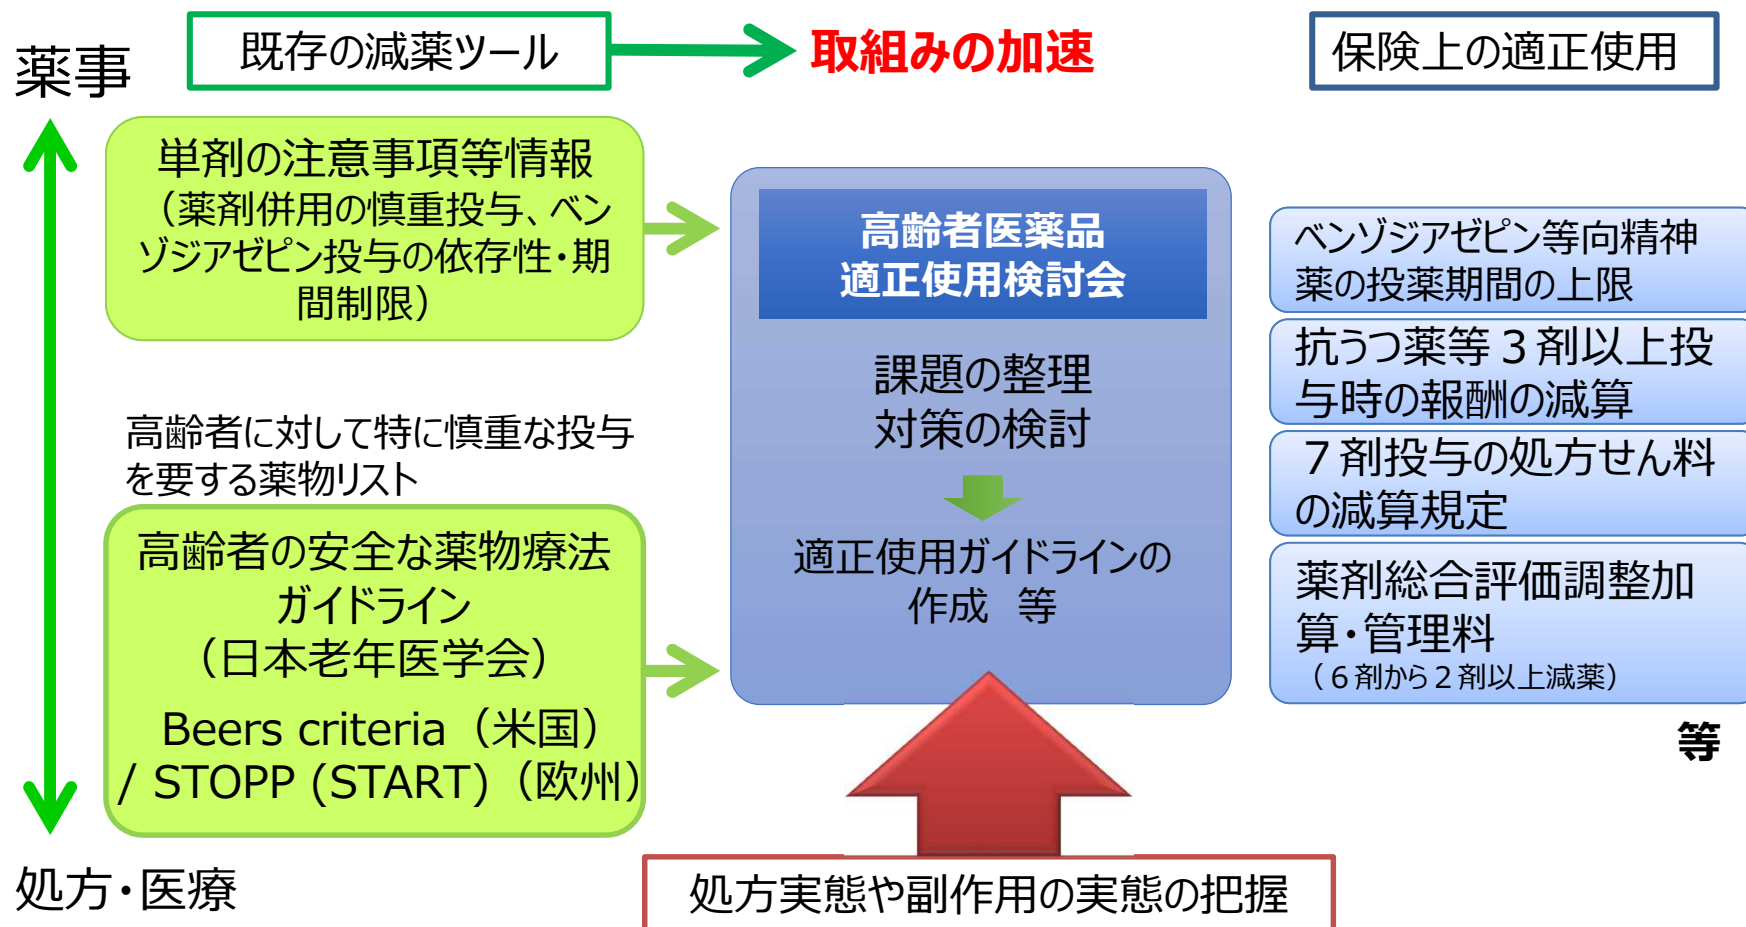 薬事
既存の減薬ツール
取組みの加速
保険上の適正使用
単剤の注意事項等情報
（薬剤併用の慎重投与、ベン
ゾジアゼピン投与の依存性・期
間制限）
高齢者に対して特に慎重な投与
を要する薬物リスト
高齢者の安全な薬物療法
ガイドライン
（日本老年医学会）
Beers criteria（米国）
/ STOPP (START)（欧州）
処方・医療
高齢者医薬品
適正使用検討会
課題の整理
対策の検討
適正使用ガイドラインの
作成　等
処方実態や副作用の実態の把握
ベンゾジアゼピン等向精神
薬の投薬期間の上限
抗うつ薬等３剤以上投
与時の報酬の減算
７剤投与の処方せん料
の減算規定
薬剤総合評価調整加
算・管理料
（６剤から２剤以上減薬）
等